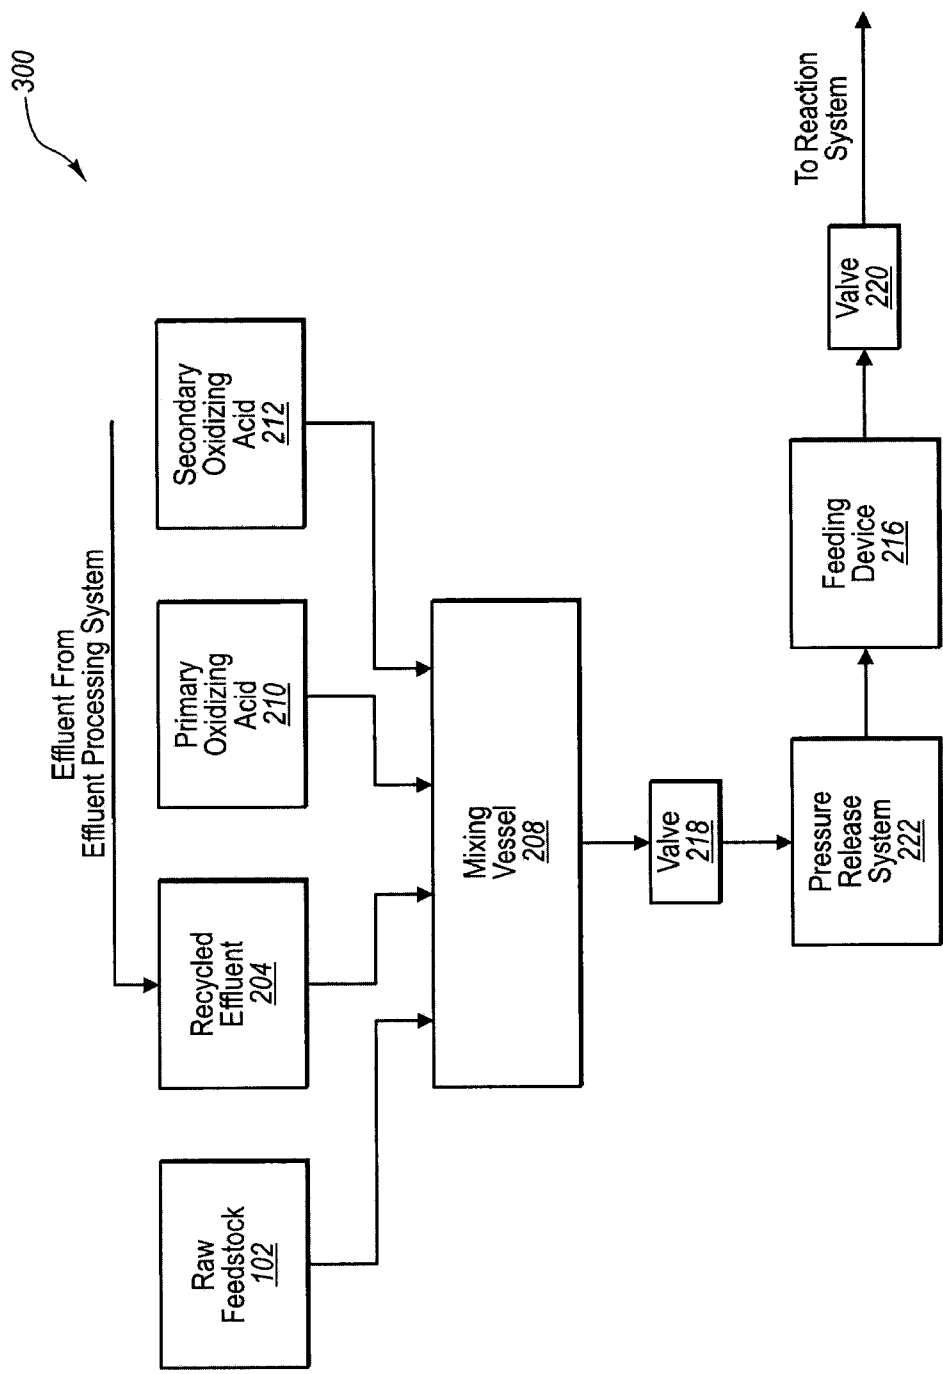 300
Effluent From
Effluent Processing System
Raw
Feedstock
102
Recycled
Effluent
204
Primary
Oxidizing
Acid
210
Secondary
Oxidizing
Acid
212
Mixing
Vessel
208
Valve
218
Pressure
Release
System
222
Feeding
Device
216
Valve
220
To Reaction
System